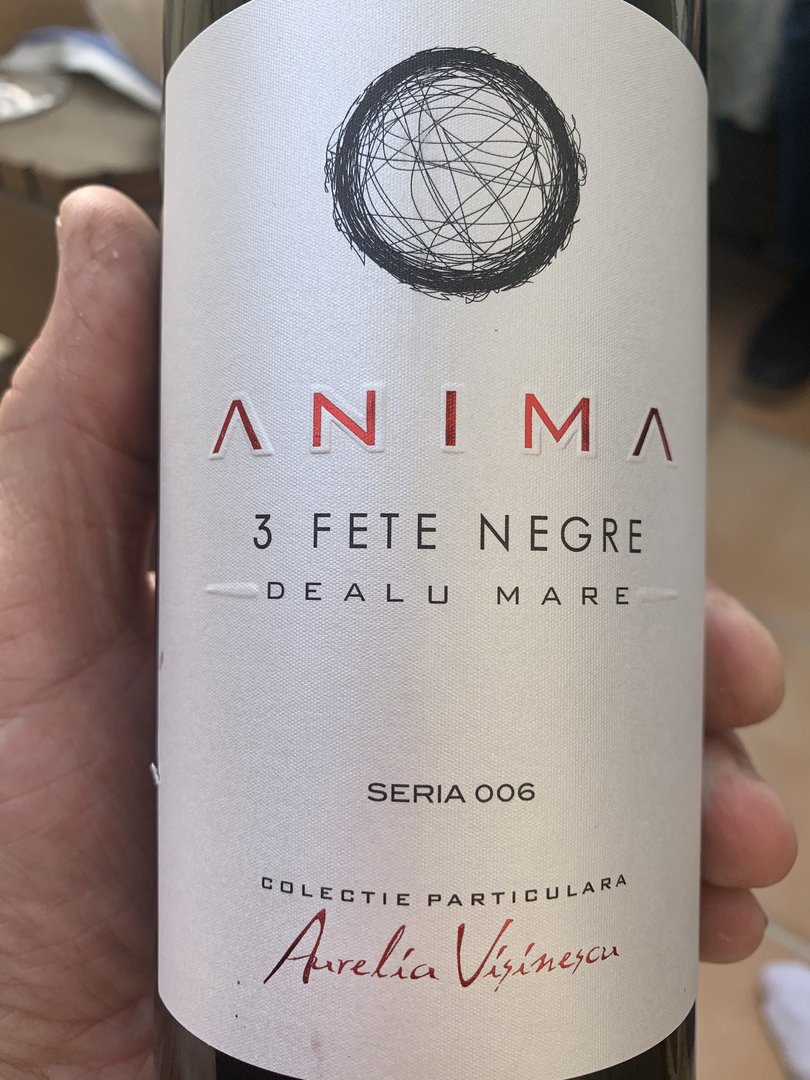 ANIMA
3 FETE NEGRE
DEALU MARE
SERIA 006
COLECTIE PARTICULARA
Aurelia Vişinescu